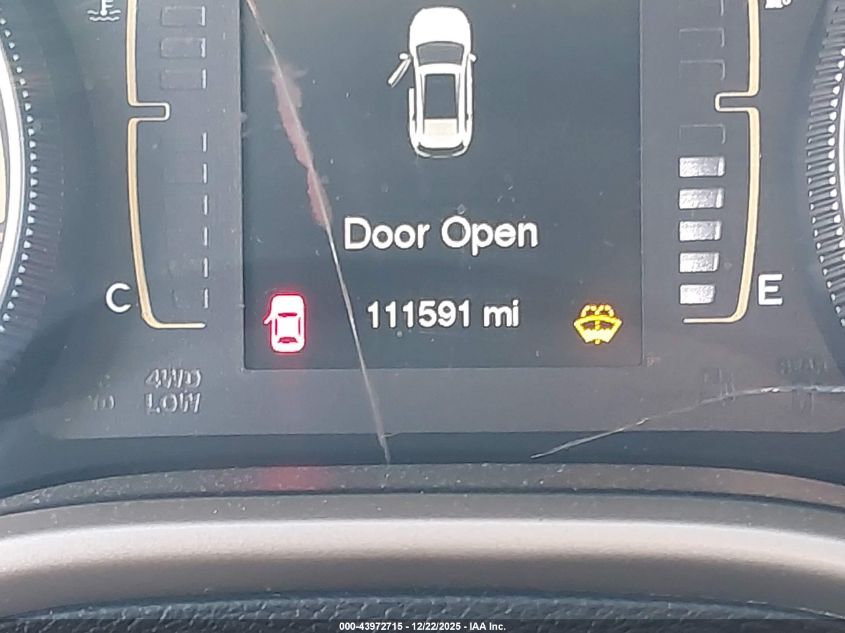 Door Open
111591 mi
C
E
4WD
LOW
000-43972715 - 12/22/2025 - IAA Inc.